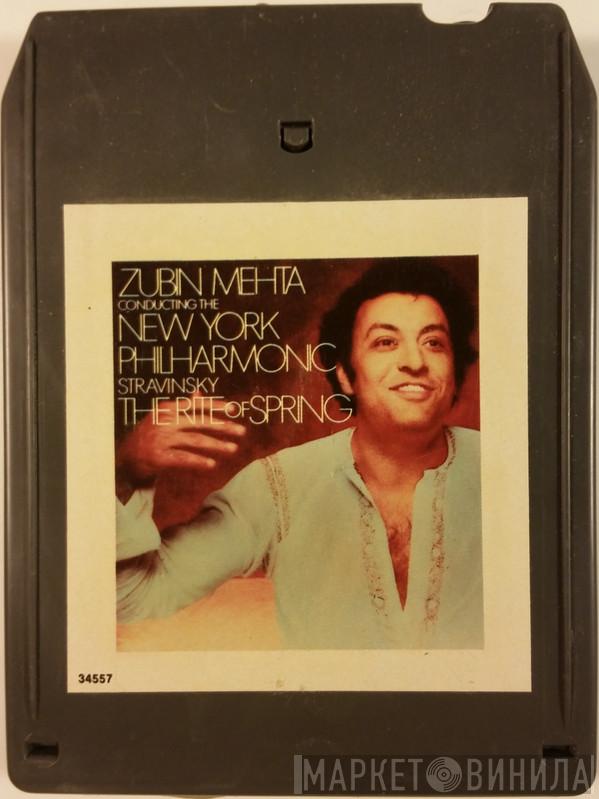 ZUBIN MEHTA
CONDUCTING THE
NEW YORK
PHILHARMONIC
STRAVINSKY
THE RITE OF SPRING
34557
МАРКЕТ ВИНИЛА